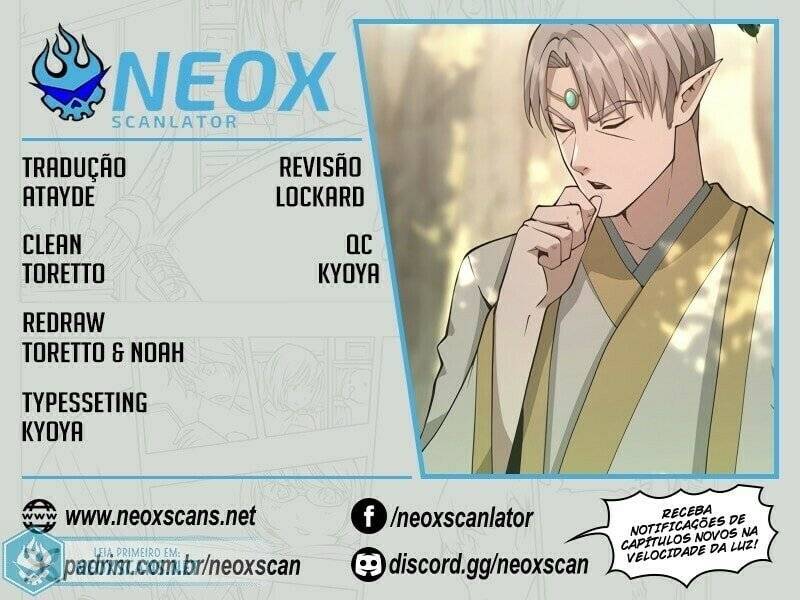 NEOX
SCANLATOR
TRADUÇÃO
ATAYDE
REVISÃO
LOCKARD
CLEAN
TORETTO
QC
KYOYA
REDRAW
TORETTO & NOAH
TYPESSETING
KYOYA
www.neoxscans.net
/neoxscanlator
LEIA PRIMEIRO EM:
padrim.com.br/neoxscan
discord.gg/neoxscan
RECEBA
NOTIFICAÇÕES DE
CAPÍTULOS NOVOS NA
VELOCIDADE DA LUZ!